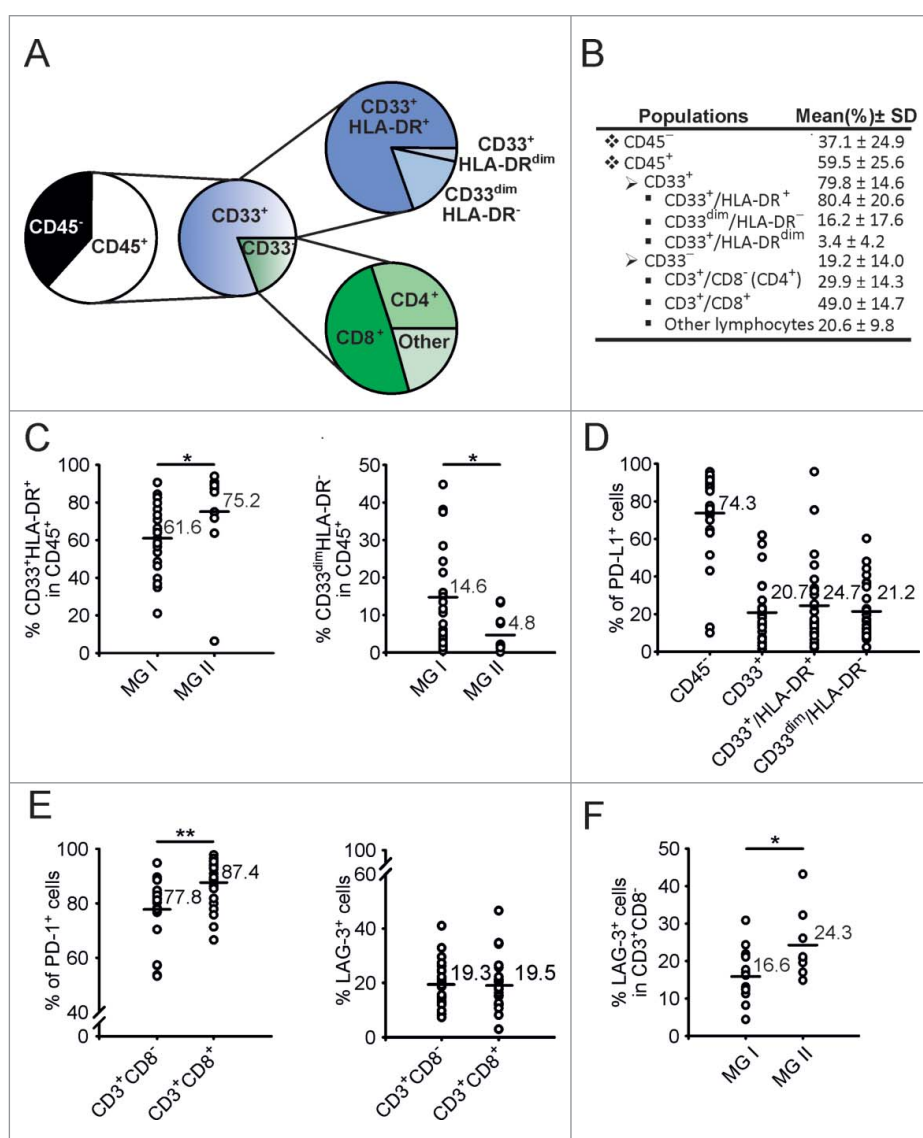 A
CD45⁻
CD45⁺
CD33⁺
CD33⁻
CD33⁺
HLA-DR⁺
CD33⁺
HLA-DRᵈⁱᵐ
CD33ᵈⁱᵐ
HLA-DR⁻
CD4⁺
CD8⁺
Other
B
Populations Mean(%)± SD
❖ CD45⁻ 37.1 ± 24.9
❖ CD45⁺ 59.5 ± 25.6
➢ CD33⁺ 79.8 ± 14.6
▪ CD33⁺/HLA-DR⁺ 80.4 ± 20.6
▪ CD33ᵈⁱᵐ/HLA-DR⁻ 16.2 ± 17.6
▪ CD33⁺/HLA-DRᵈⁱᵐ 3.4 ± 4.2
➢ CD33⁻ 19.2 ± 14.0
▪ CD3⁺/CD8⁻ (CD4⁺) 29.9 ± 14.3
▪ CD3⁺/CD8⁺ 49.0 ± 14.7
▪ Other lymphocytes 20.6 ± 9.8
C
% CD33⁺HLA-DR⁺
in CD45⁺
100
80
60
40
20
0
*
61.6
75.2
MG I
MG II
% CD33ᵈⁱᵐHLA-DR⁻
in CD45⁺
50
40
30
20
10
0
*
14.6
4.8
MG I
MG II
D
% of PD-L1⁺ cells
100
80
60
40
20
0
74.3
20.7
24.7
21.2
CD45⁻
CD33⁺
CD33⁺/HLA-DR⁺
CD33ᵈⁱᵐ/HLA-DR⁻
E
% of PD-1⁺ cells
100
80
60
40
0
**
77.8
87.4
CD3⁺CD8⁻
CD3⁺CD8⁺
% LAG-3⁺ cells
100
60
40
20
0
19.3
19.5
CD3⁺CD8⁻
CD3⁺CD8⁺
F
% LAG-3⁺ cells
in CD3⁺CD8⁻
50
40
30
20
10
0
*
16.6
24.3
MG I
MG II